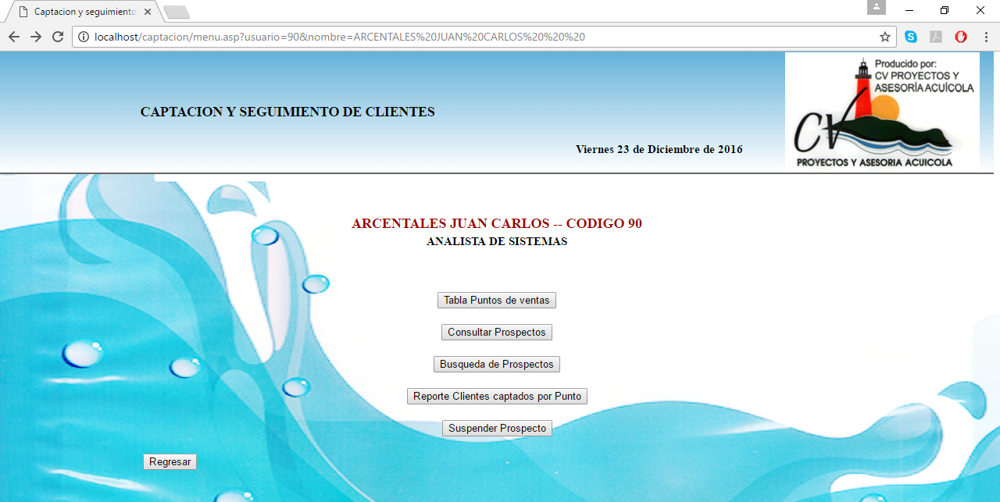 Captacion y seguimiento
localhost/captacion/menu.asp?usuario=90&nombre=ARCENTALES%20JUAN%20CARLOS%20%20%20
Producido por:
CV PROYECTOS Y
ASESORÍA ACUÍCOLA
CAPTACION Y SEGUIMIENTO DE CLIENTES
Viernes 23 de Diciembre de 2016
CV
PROYECTOS Y ASESORIA ACUICOLA
ARCENTALES JUAN CARLOS -- CODIGO 90
ANALISTA DE SISTEMAS
Tabla Puntos de ventas
Consultar Prospectos
Busqueda de Prospectos
Reporte Clientes captados por Punto
Suspender Prospecto
Regresar